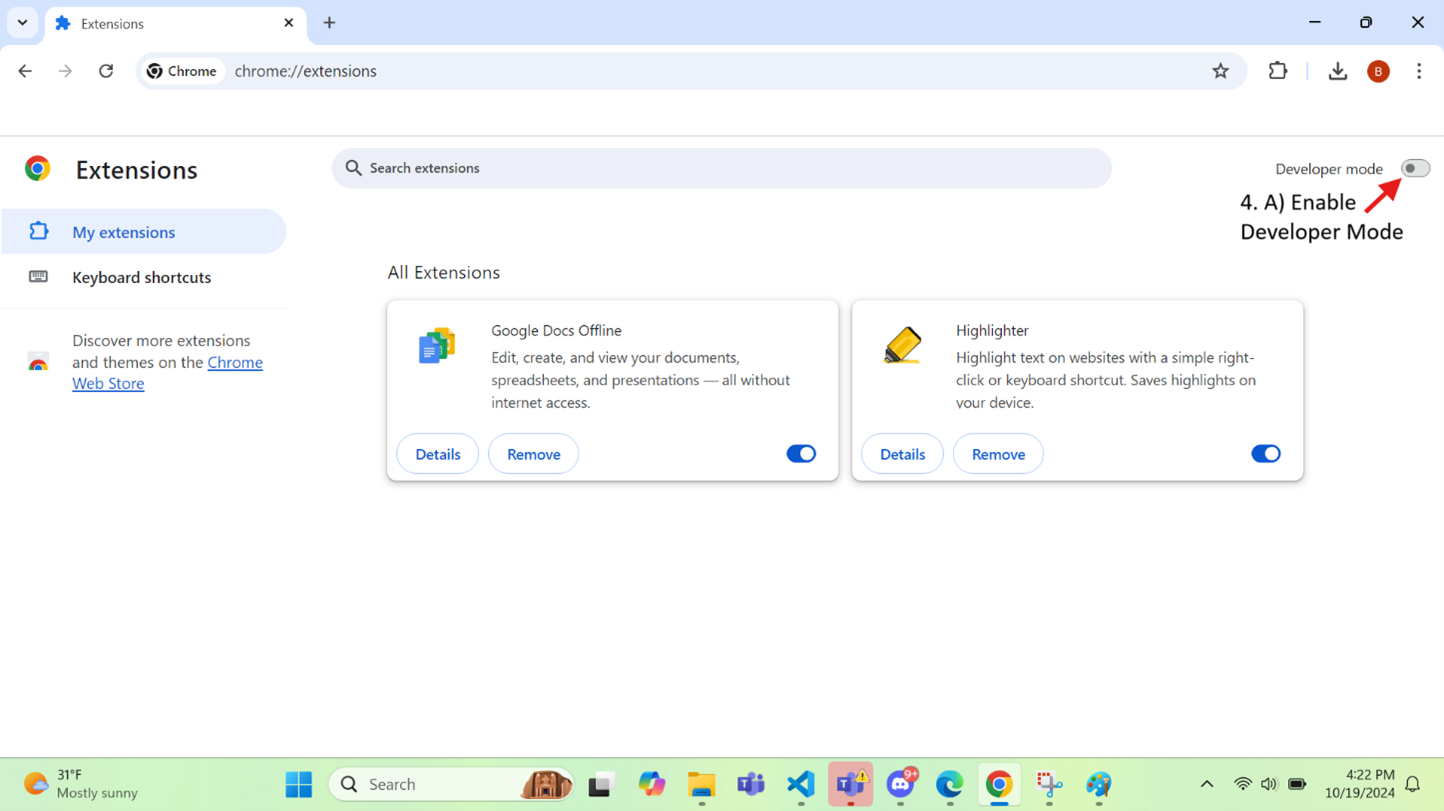 Extensions
Chrome
chrome://extensions
B
Extensions
Search extensions
Developer mode
4. A) Enable
Developer Mode
My extensions
Keyboard shortcuts
Discover more extensions
and themes on the Chrome
Web Store
All Extensions
Google Docs Offline
Edit, create, and view your documents,
spreadsheets, and presentations — all without
internet access.
Details
Remove
Highlighter
Highlight text on websites with a simple right-
click or keyboard shortcut. Saves highlights on
your device.
Details
Remove
31°F
Mostly sunny
Search
9+
4:22 PM
10/19/2024